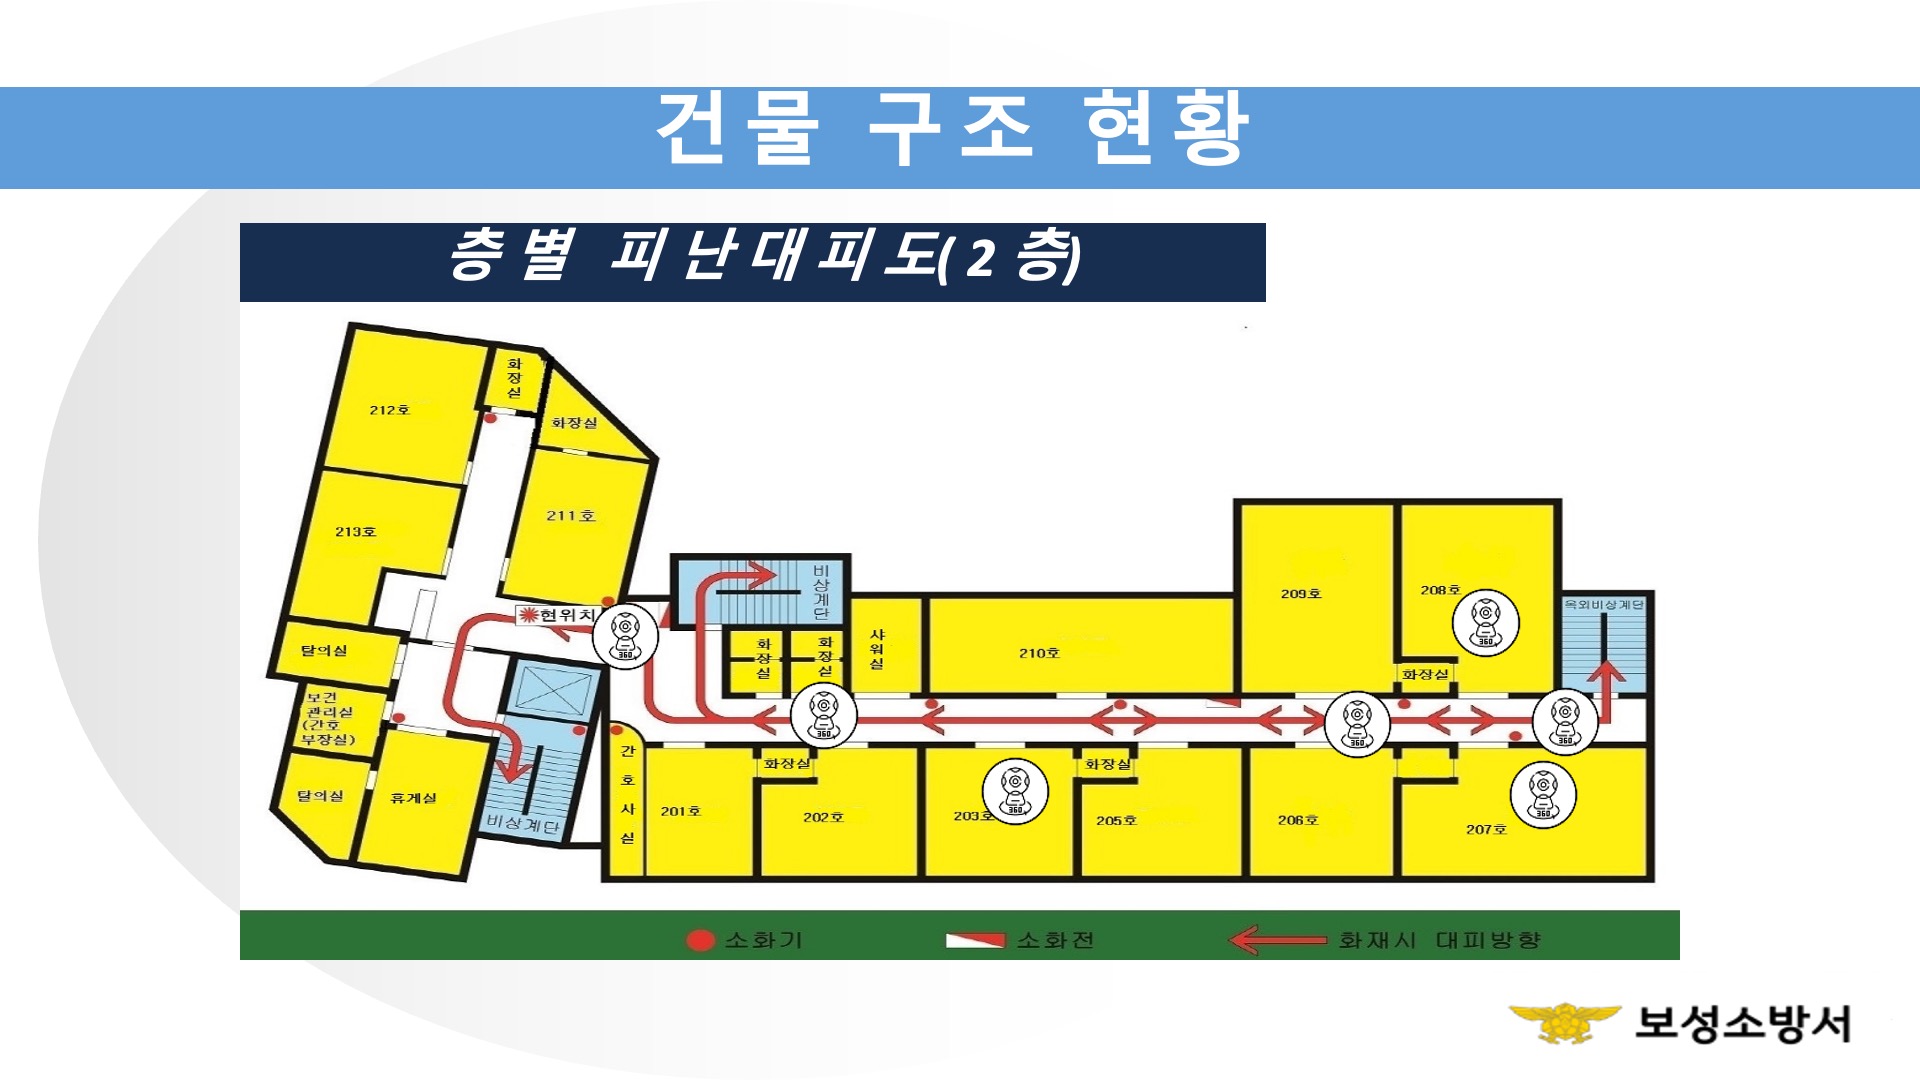 건물 구조 현황
층별 피난대피도(2층)
212호
화장실
화장실
213호
211호
현위치
탈의실
보건
관리실
(간호
부장실)
탈의실
휴게실
비상계단
비상계단
화장실
화장실
샤워실
210호
209호
208호
화장실
옥외비상계단
간호사실
201호
화장실
202호
203호
화장실
205호
206호
207호
360
360
360
360
360
360
360
소화기
소화전
화재시 대피방향
보성소방서